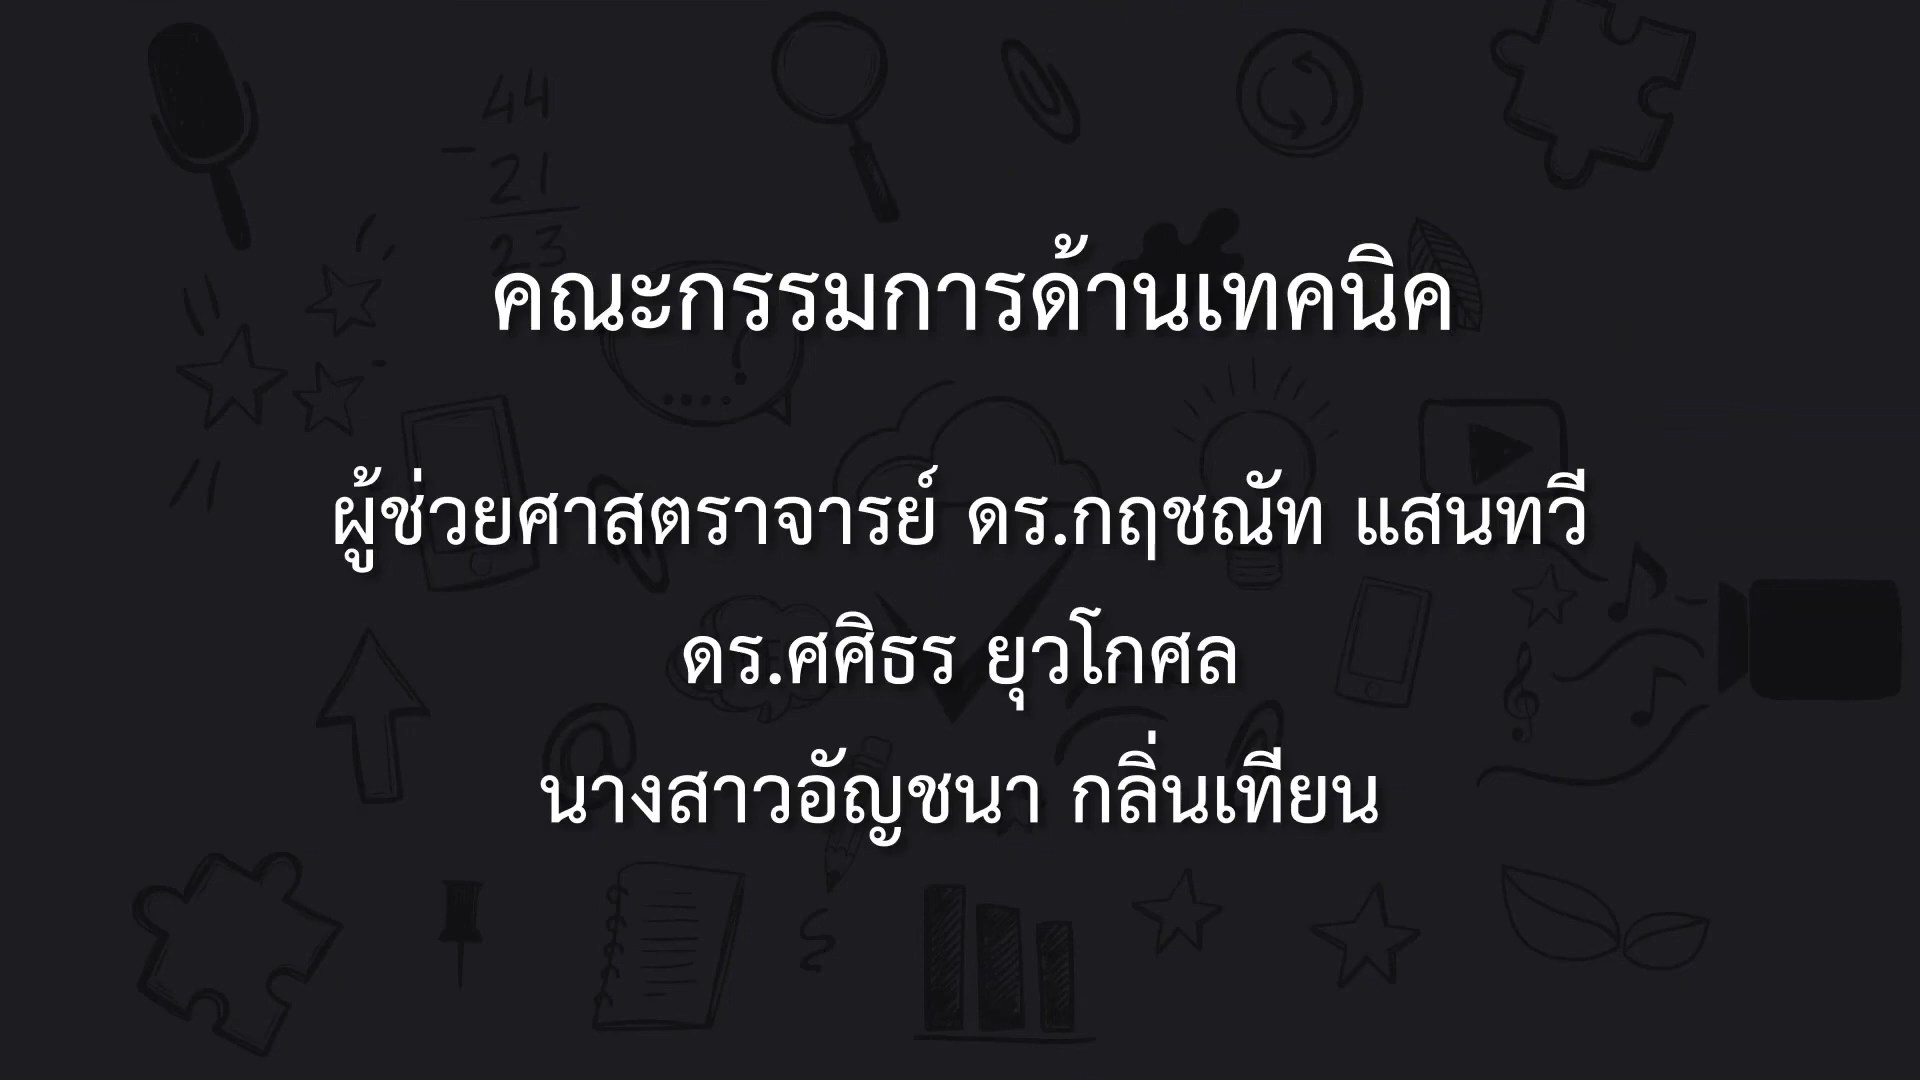 44
- 21
23
คณะกรรมการด้านเทคนิค
ผู้ช่วยศาสตราจารย์ ดร.กฤชณัท แสนทวี
ดร.ศศิธร ยุวโกศล
นางสาวอัญชนา กลิ่นเทียน